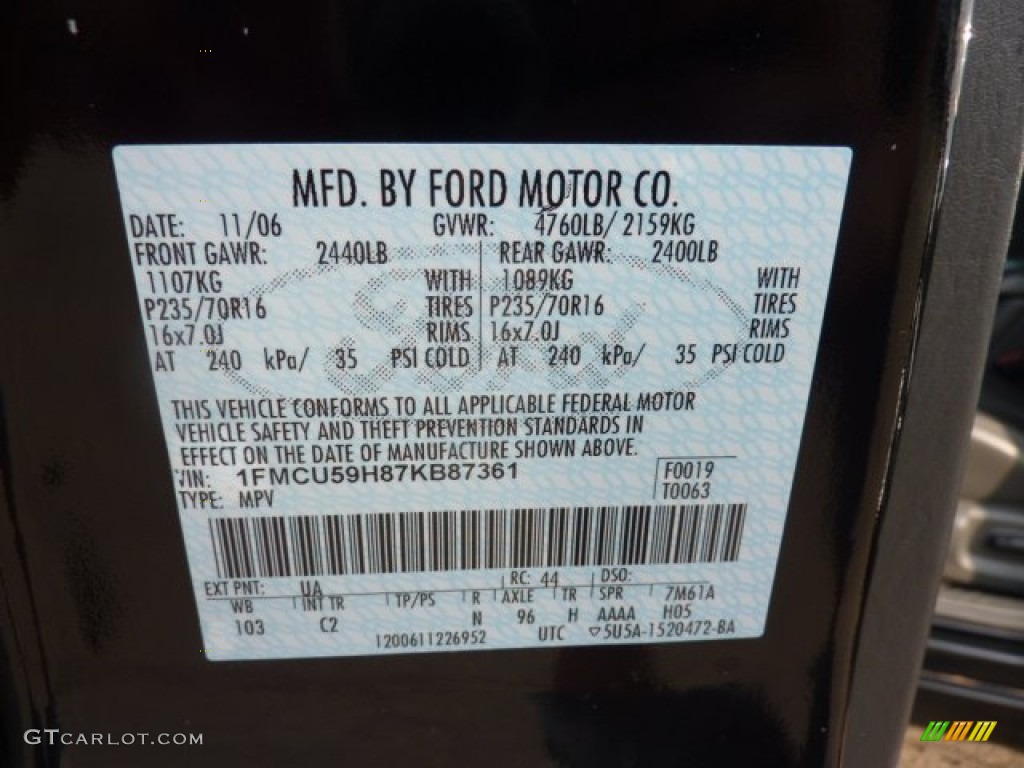 MFD. BY FORD MOTOR CO.
DATE: 11/06 GVWR: 4760LB/ 2159KG
FRONT GAWR: 2440LB REAR GAWR: 2400LB
1107KG WITH 1089KG WITH
P235/70R16 TIRES P235/70R16 TIRES
16x7.0J RIMS 16x7.0J RIMS
AT 240 kPa/ 35 PSI COLD AT 240 kPa/ 35 PSI COLD
THIS VEHICLE CONFORMS TO ALL APPLICABLE FEDERAL MOTOR
VEHICLE SAFETY AND THEFT PREVENTION STANDARDS IN
EFFECT ON THE DATE OF MANUFACTURE SHOWN ABOVE.
VIN: 1FMCU59H87KB87361 F0019
TYPE: MPV T0063
EXT PNT: UA RC: 44 DSO:
WB INT TR TP/PS R AXLE TR SPR 7M61A
103 C2 N 96 H AAAA H05
1200611226952 UTC ▽5U5A-1520472-BA
GTCARLOT.COM